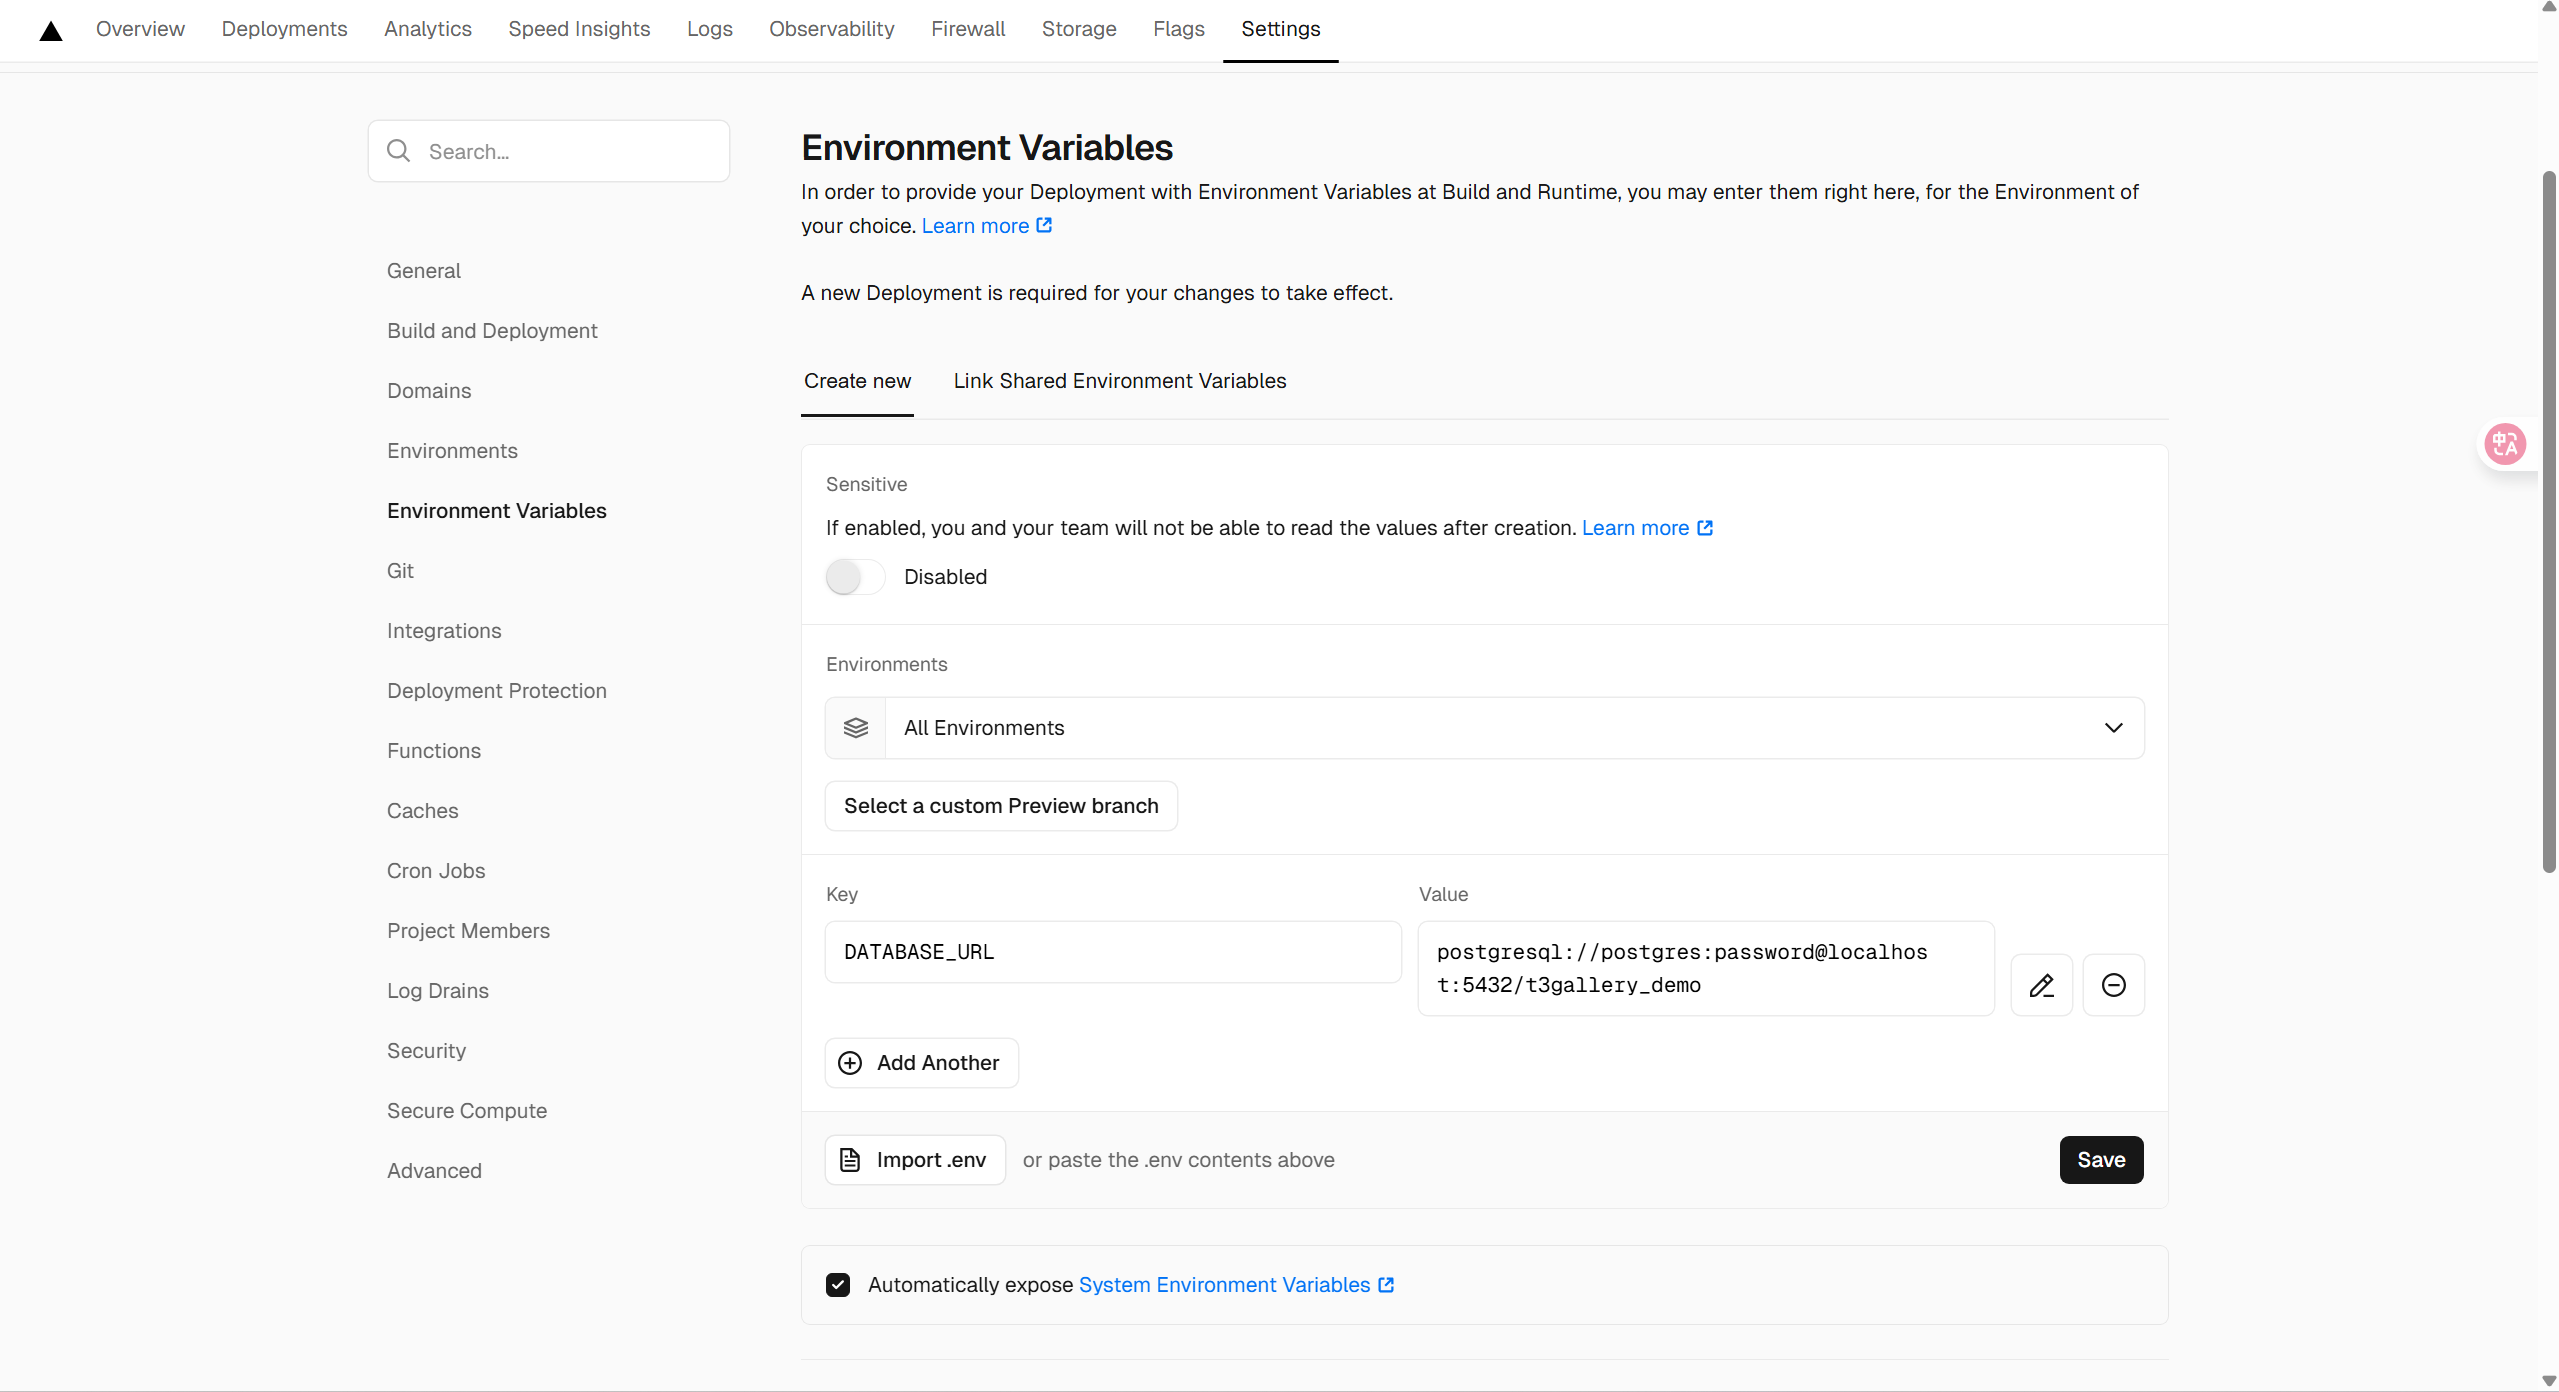 Overview Deployments Analytics Speed Insights Logs Observability Firewall Storage Flags Settings
Search...
General
Build and Deployment
Domains
Environments
Environment Variables
Git
Integrations
Deployment Protection
Functions
Caches
Cron Jobs
Project Members
Log Drains
Security
Secure Compute
Advanced
Environment Variables
In order to provide your Deployment with Environment Variables at Build and Runtime, you may enter them right here, for the Environment of
your choice. Learn more
A new Deployment is required for your changes to take effect.
Create new Link Shared Environment Variables
Sensitive
If enabled, you and your team will not be able to read the values after creation. Learn more
Disabled
Environments
All Environments
Select a custom Preview branch
Key Value
DATABASE_URL
postgresql://postgres:password@localhos
t:5432/t3gallery_demo
Add Another
Import .env or paste the .env contents above Save
Automatically expose System Environment Variables
中A